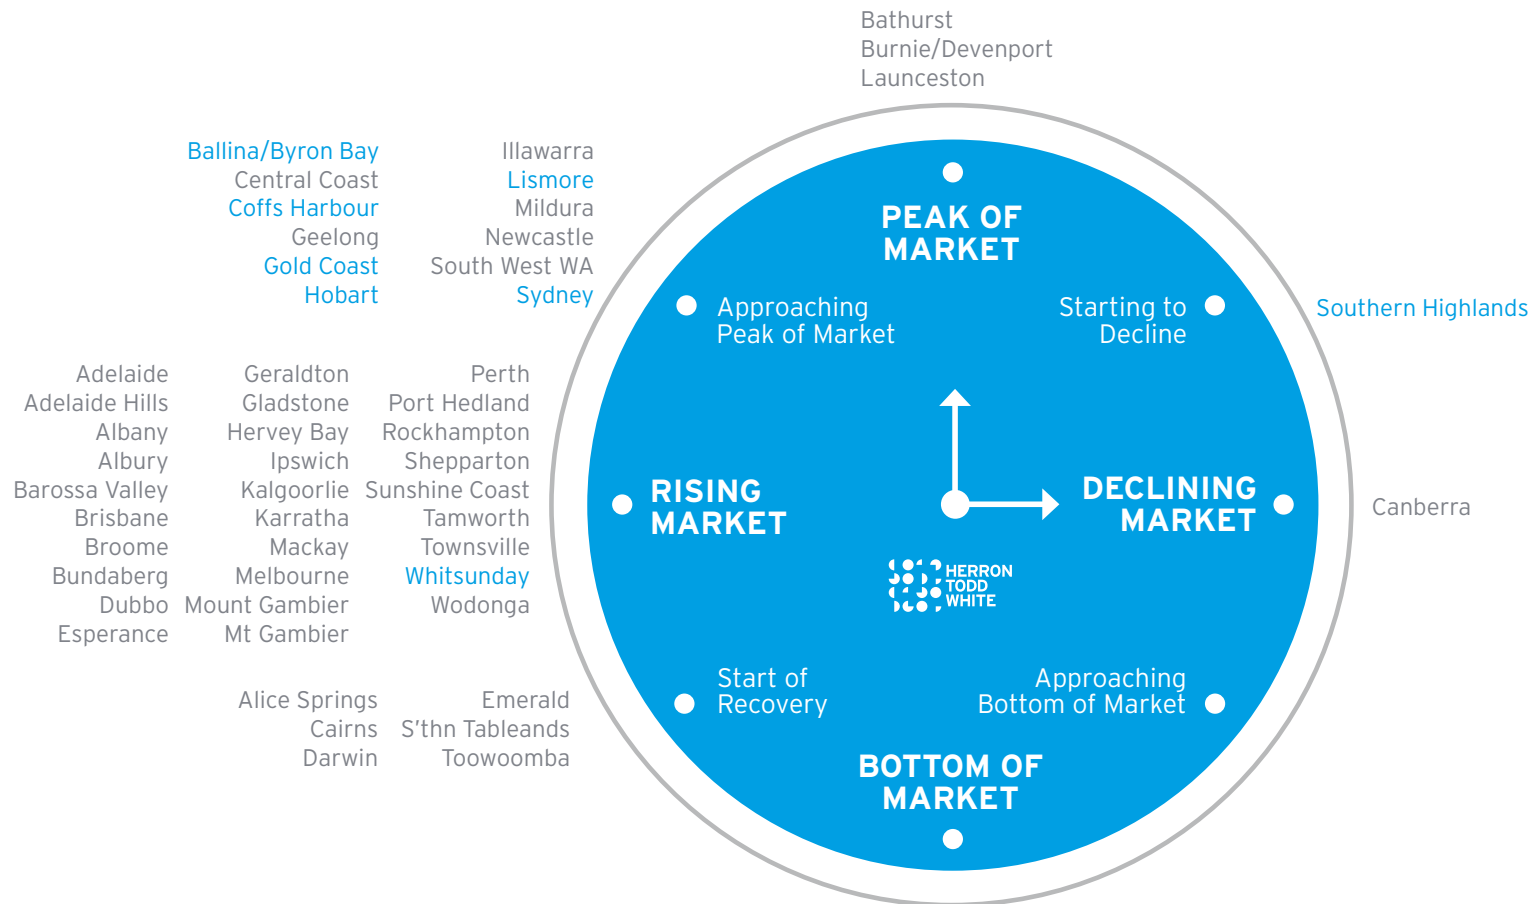 Bathurst
Burnie/Devenport
Launceston
Ballina/Byron Bay
Central Coast
Coffs Harbour
Geelong
Gold Coast
Hobart
Illawarra
Lismore
Mildura
Newcastle
South West WA
Sydney
PEAK OF
MARKET
Approaching
Peak of Market
Starting to
Decline
Southern Highlands
Adelaide
Adelaide Hills
Albany
Albury
Barossa Valley
Brisbane
Broome
Bundaberg
Dubbo
Esperance
Geraldton
Gladstone
Hervey Bay
Ipswich
Kalgoorlie
Karratha
Mackay
Melbourne
Mount Gambier
Mt Gambier
Perth
Port Hedland
Rockhampton
Shepparton
Sunshine Coast
Tamworth
Townsville
Whitsunday
Wodonga
RISING
MARKET
DECLINING
MARKET
Canberra
HERRON
TODD
WHITE
Alice Springs
Cairns
Darwin
Emerald
S'thn Tableands
Toowoomba
Start of
Recovery
Approaching
Bottom of Market
BOTTOM OF
MARKET